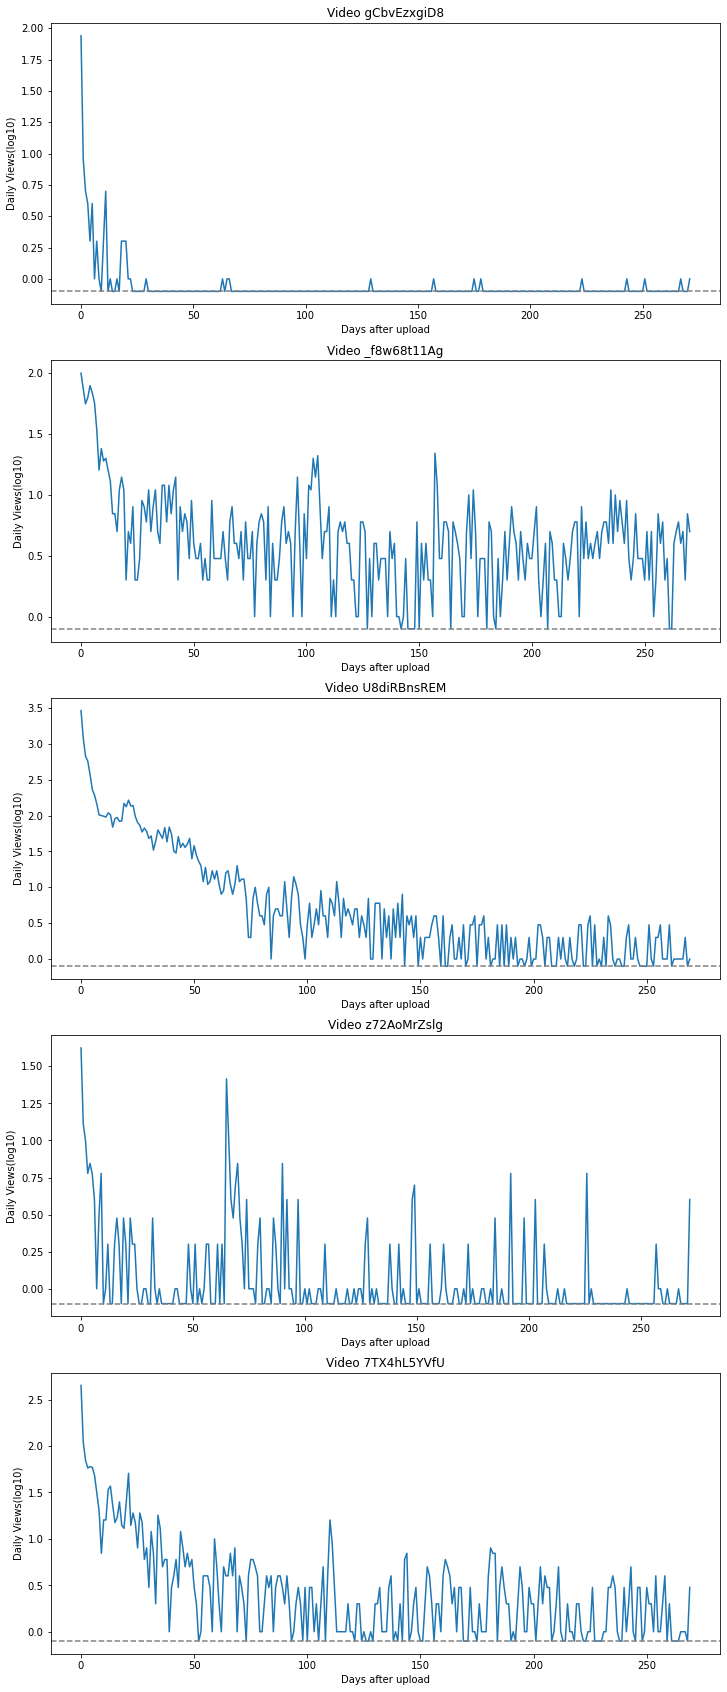 Video gCbvEzxgiD8
2.00
1.75
1.50
1.25
1.00
0.75
0.50
0.25
0.00
Daily Views(log10)
0 50 100 150 200 250
Days after upload
Video _f8w68t11Ag
2.0
1.5
1.0
0.5
0.0
Daily Views(log10)
0 50 100 150 200 250
Days after upload
Video U8diRBnsREM
3.5
3.0
2.5
2.0
1.5
1.0
0.5
0.0
Daily Views(log10)
0 50 100 150 200 250
Days after upload
Video z72AoMrZslg
1.50
1.25
1.00
0.75
0.50
0.25
0.00
Daily Views(log10)
0 50 100 150 200 250
Days after upload
Video 7TX4hL5YVfU
2.5
2.0
1.5
1.0
0.5
0.0
Daily Views(log10)
0 50 100 150 200 250
Days after upload